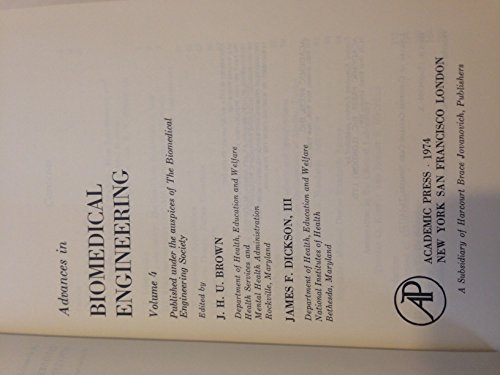 Advances in
BIOMEDICAL
ENGINEERING
Volume 4
Published under the auspices of The Biomedical
Engineering Society
Edited by
J. H. U. BROWN
Department of Health, Education and Welfare
Health Services and
Mental Health Administration
Rockville, Maryland
JAMES F. DICKSON, III
Department of Health, Education and Welfare
National Institutes of Health
Bethesda, Maryland
AP
ACADEMIC PRESS · 1974
NEW YORK SAN FRANCISCO LONDON
A Subsidiary of Harcourt Brace Jovanovich, Publishers